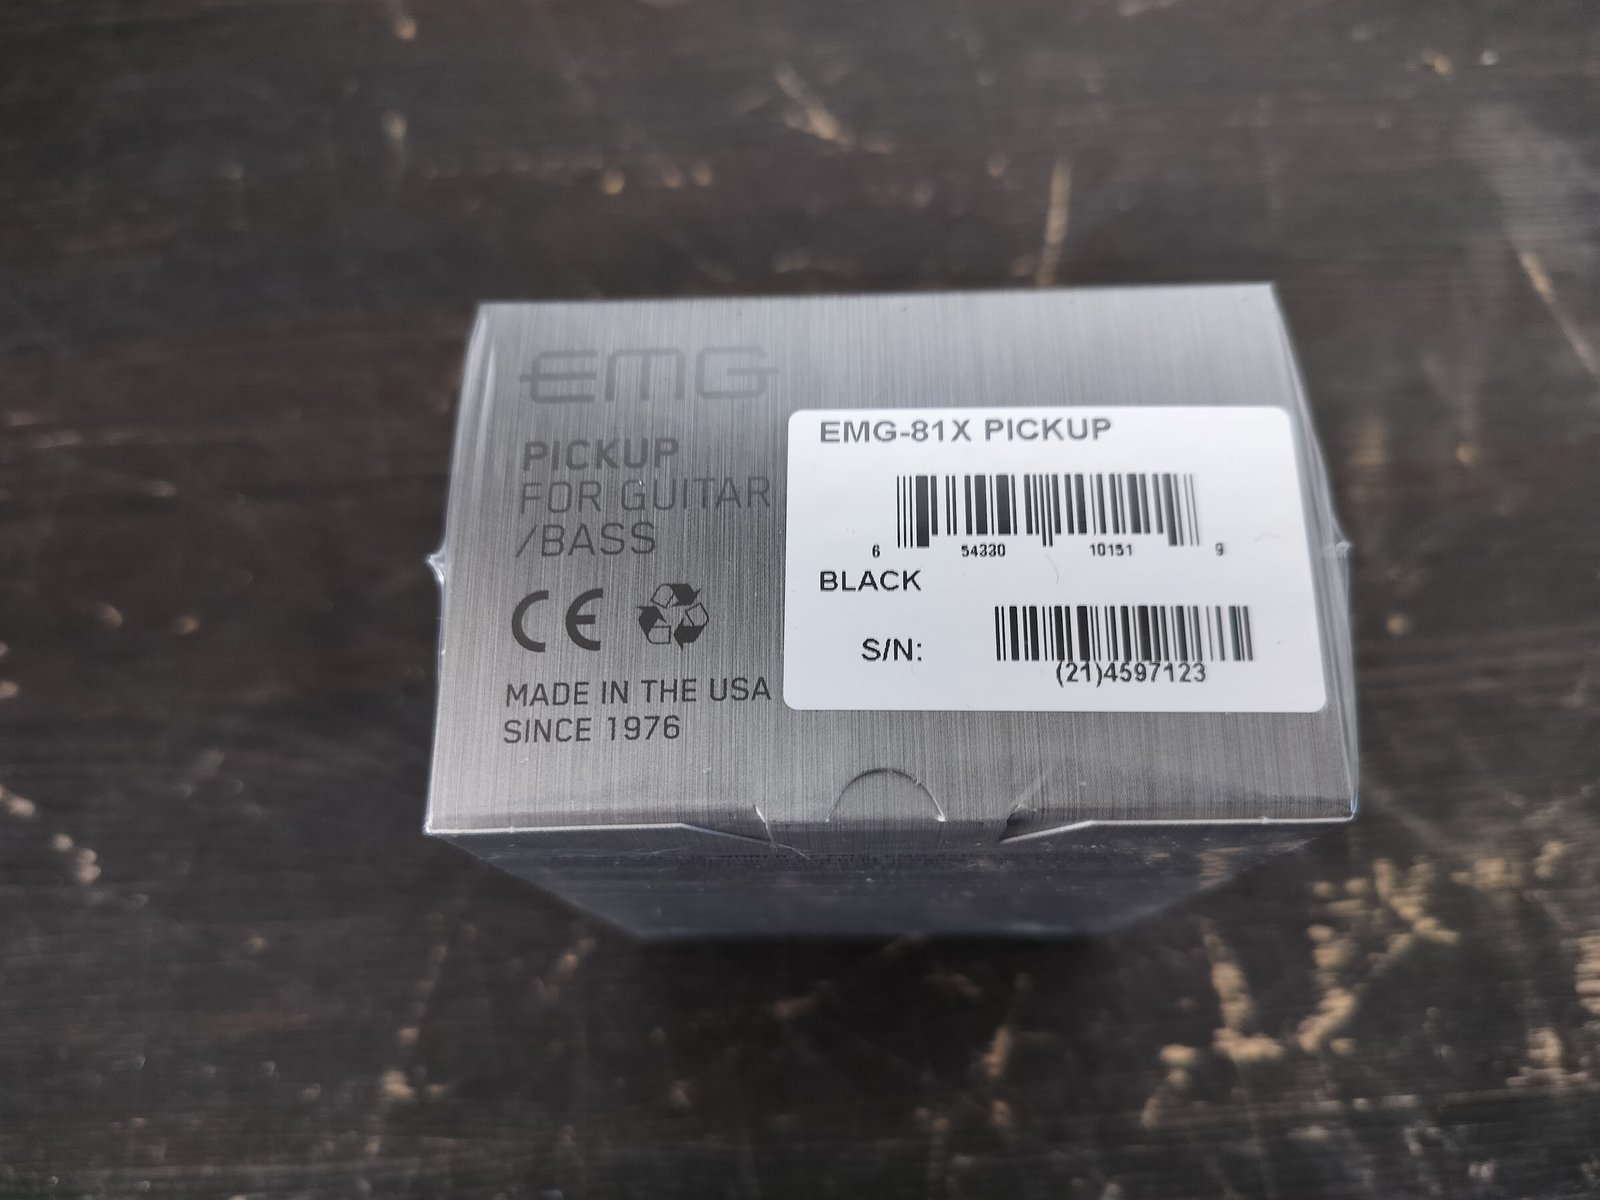 EMG
PICKUP
FOR GUITAR
/BASS
CE
MADE IN THE USA
SINCE 1976
EMG-81X PICKUP
6 54330 10151 9
BLACK
S/N:
(21)4597123